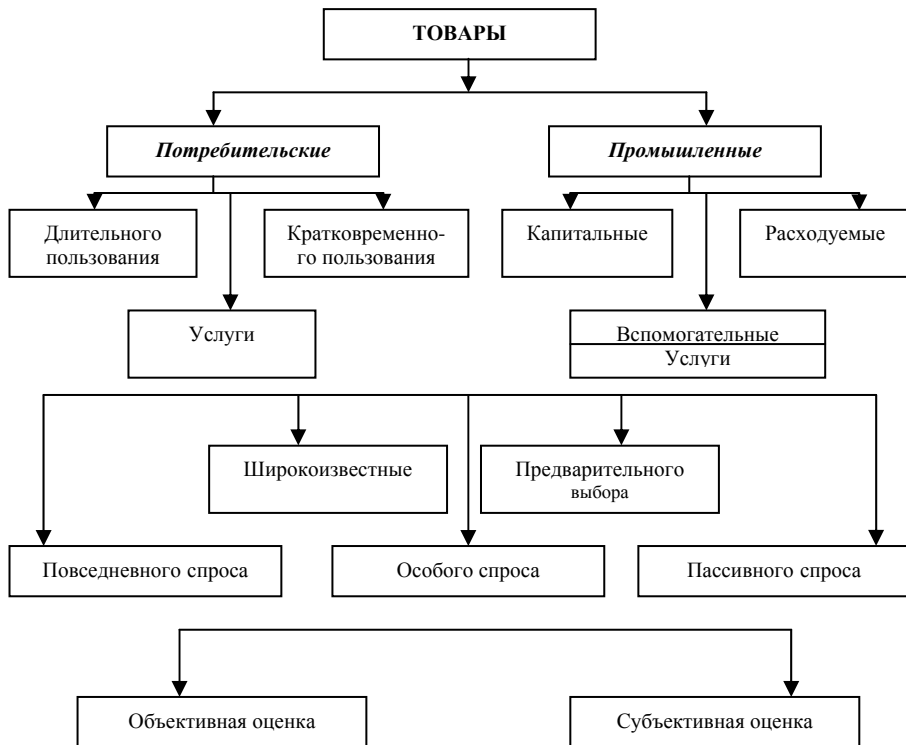 ТОВАРЫ
Потребительские
Промышленные
Длительного
пользования
Кратковременно-
го пользования
Капитальные
Расходуемые
Услуги
Вспомогательные
Услуги
Широкоизвестные
Предварительного
выбора
Повседневного спроса
Особого спроса
Пассивного спроса
Объективная оценка
Субъективная оценка